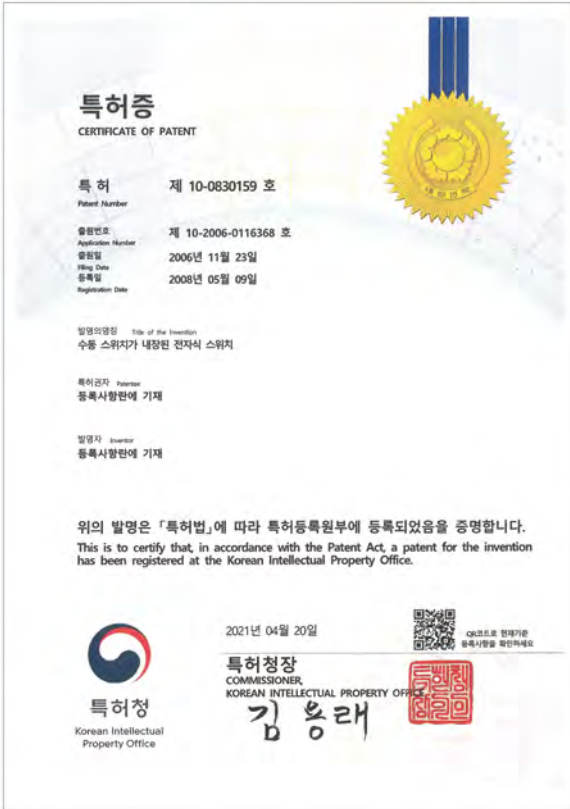 특허증
CERTIFICATE OF PATENT
특 허 제 10-0830159 호
Patent Number
출원번호 제 10-2006-0116368 호
Application Number
출원일 2006년 11월 23일
Filing Date
등록일 2008년 05월 09일
Registration Date
발명의명칭 Title of the Invention
수동 스위치가 내장된 전자식 스위치
특허권자 Patentee
등록사항란에 기재
발명자 Inventor
등록사항란에 기재
위의 발명은 「특허법」에 따라 특허등록원부에 등록되었음을 증명합니다.
This is to certify that, in accordance with the Patent Act, a patent for the invention
has been registered at the Korean Intellectual Property Office.
2021년 04월 20일
QR코드로 현재기준
등록사항을 확인하세요
특허청장
COMMISSIONER,
KOREAN INTELLECTUAL PROPERTY OFFICE
김용래
특허청
Korean Intellectual
Property Office